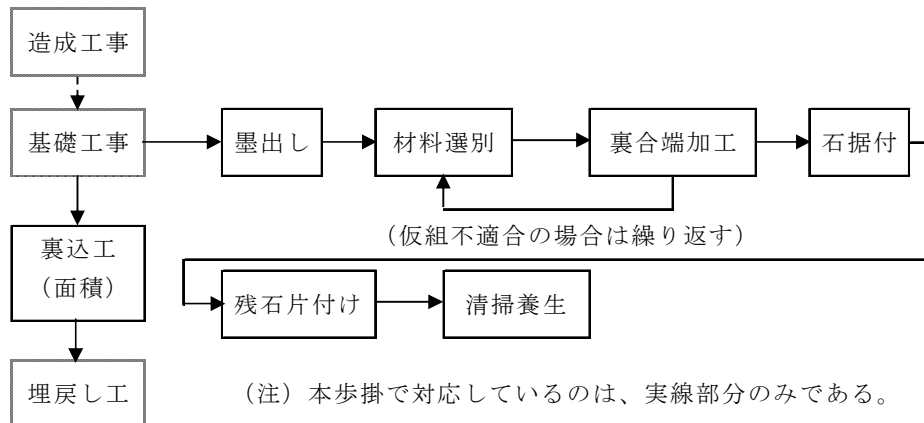 造成工事
基礎工事
墨出し
材料選別
裏合端加工
石据付
(仮組不適合の場合は繰り返す)
裏込工
(面積)
残石片付け
清掃養生
埋戻し工
(注)本歩掛で対応しているのは、実線部分のみである。